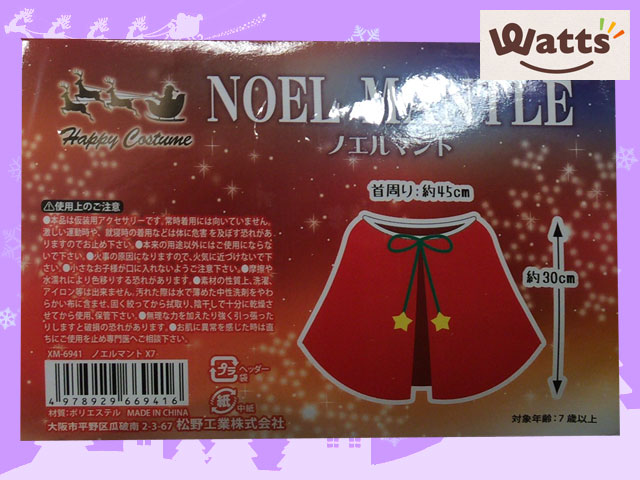 Watts
NOEL MANTLE
Happy Costume
ノエルマント
首周り:約45cm
約30cm
⚠使用上のご注意
●本品は仮装用アクセサリーです。常時着用には向いていません。
激しい運動時や、就寝時の着用などは体に危害を及ぼす恐れがあ
りますのでお止め下さい。●本来の用途以外にはご使用にならな
いで下さい。●火事の原因になりますので、火気に近づけないで下
さい。●小さなお子様が口に入れないようご注意下さい。●摩擦や
水濡れにより色移りする恐れがあります。●素材の性質上、洗濯、
アイロン等は出来ません。汚れた際は水で薄めた中性洗剤をやわ
らかい布に含ませ、固く絞ってから拭取り、陰干しで十分に乾燥
させてから使用、保管下さい。●無理な力を加えたり強く引っ張った
りしますと破損の恐れがあります。●お肌に異常を感じた時は直
ちにご使用を止め専門医へご相談下さい。
XM-6941 ノエルマント X7
4 978929 669416
プラ
ヘッダー
袋
紙
中紙
材質:ポリエステル MADE IN CHINA
大阪市平野区瓜破南2-3-67 松野工業株式会社
対象年齢:7歳以上